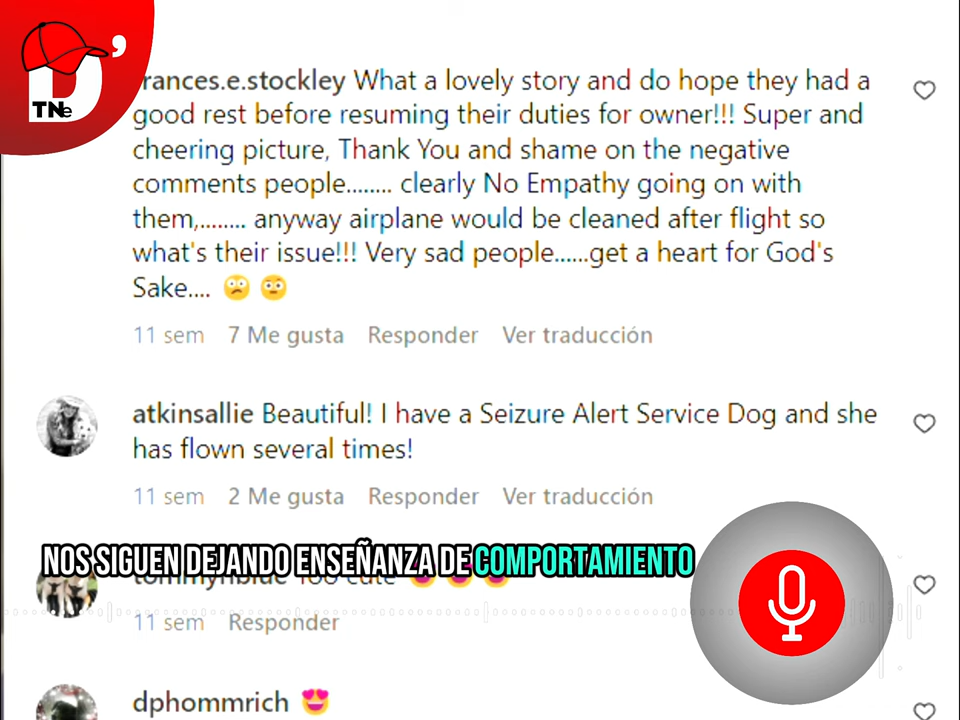 D'
TNe
rances.e.stockley What a lovely story and do hope they had a
good rest before resuming their duties for owner!!! Super and
cheering picture, Thank You and shame on the negative
comments people........ clearly No Empathy going on with
them,........ anyway airplane would be cleaned after flight so
what's their issue!!! Very sad people......get a heart for God's
Sake.... 😕 😳
11 sem 7 Me gusta Responder Ver traducción
atkinsallie Beautiful! I have a Seizure Alert Service Dog and she
has flown several times!
11 sem 2 Me gusta Responder Ver traducción
NOS SIGUEN DEJANDO ENSEÑANZA DE COMPORTAMIENTO
11 sem Responder
dphommrich 😍